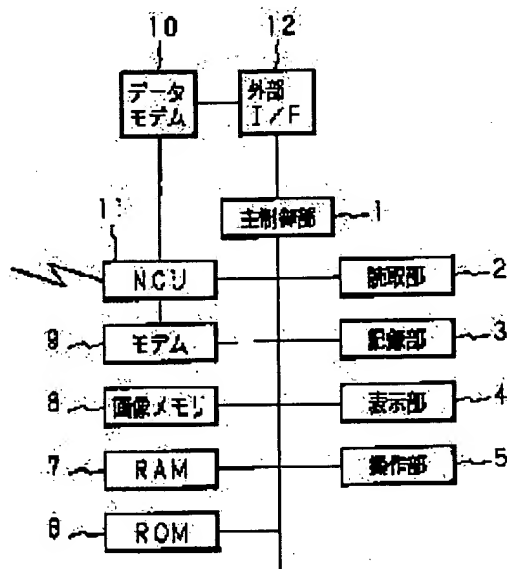 10
12
データ
モデム
外部
I/F
主制御部
1
11
NCU
読取部
2
9
モデム
記録部
3
8
画像メモリ
表示部
4
7
RAM
操作部
5
6
ROM